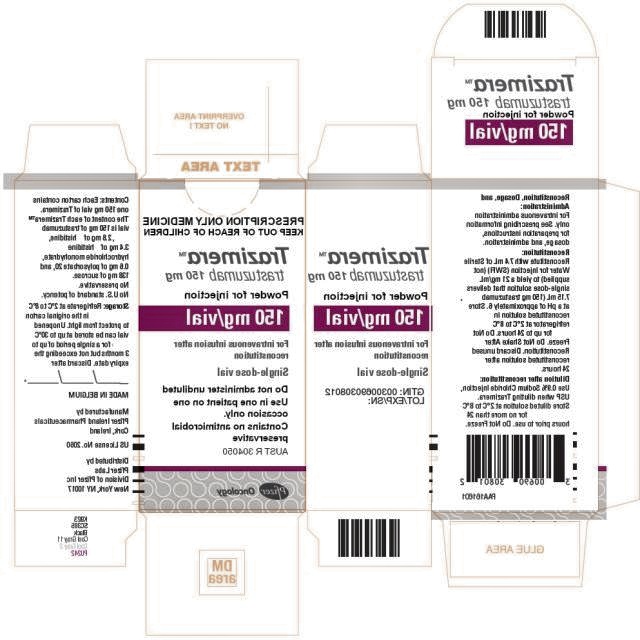 Trazimera™
trastuzumab 150 mg
Powder for injection
150 mg/vial
OVERPRINT AREA
NO TEXT!
TEXT AREA
Reconstitution, Dosage, and
Administration:
For intravenous administration
only. See prescribing information
for preparation instructions,
dosage, and administration.
Reconstitution:
Reconstitute with 7.4 mL of Sterile
Water for Injection (SWFI) (not
supplied) to yield a 21 mg/mL
single-dose solution that delivers
7.15 mL (150 mg trastuzumab)
at a pH of approximately 6. Store
reconstituted solution in
refrigerator at 2°C to 8°C
for up to 24 hours. Do Not
Freeze. Do Not Shake After
Reconstitution. Discard unused
reconstituted solution after
24 hours.
Dilution after reconstitution:
Use 0.9% Sodium Chloride Injection,
USP when diluting Trazimera.
Store diluted solution at 2°C to 8°C
for no more than 24
hours prior to use. Do Not Freeze
3 00690 30801 2
PAA161601
GLUE AREA
Trazimera™
trastuzumab 150 mg
Powder for injection
150 mg/vial
For intravenous infusion after
reconstitution
Single-dose vial
GTIN: 00300690308012
LOT/EXP/SN:
PRESCRIPTION ONLY MEDICINE
KEEP OUT OF REACH OF CHILDREN
Trazimera™
trastuzumab 150 mg
Powder for injection
150 mg/vial
For intravenous infusion after
reconstitution
Single-dose vial
Do not administer undiluted
Use in one patient on one
occasion only.
Contains no antimicrobial
preservative
AUST R 304050
Pfizer Oncology
DM
area
Contents: Each carton contains
one 150 mg vial of Trazimera.
The content of each Trazimera™
vial is 150 mg of trastuzumab
, 2.8 mg of histidine,
3.4 mg of histidine
hydrochloride monohydrate,
0.6 mg of polysorbate 20, and
138 mg of sucrose.
No preservative.
No U.S. standard of potency.
Storage: Refrigerate at 2°C to 8°C
in the original carton
to protect from light. Unopened
vial can be stored at up to 30°C
for a single period of up to
3 months but not exceeding the
expiry date. Discard after
/ /
MADE IN BELGIUM
Manufactured by
Pfizer Ireland Pharmaceuticals
Cork, Ireland
US License No. 2060
Distributed by
Pfizer Labs
Division of Pfizer Inc
New York, NY 10017
Black
Cool Gray 11